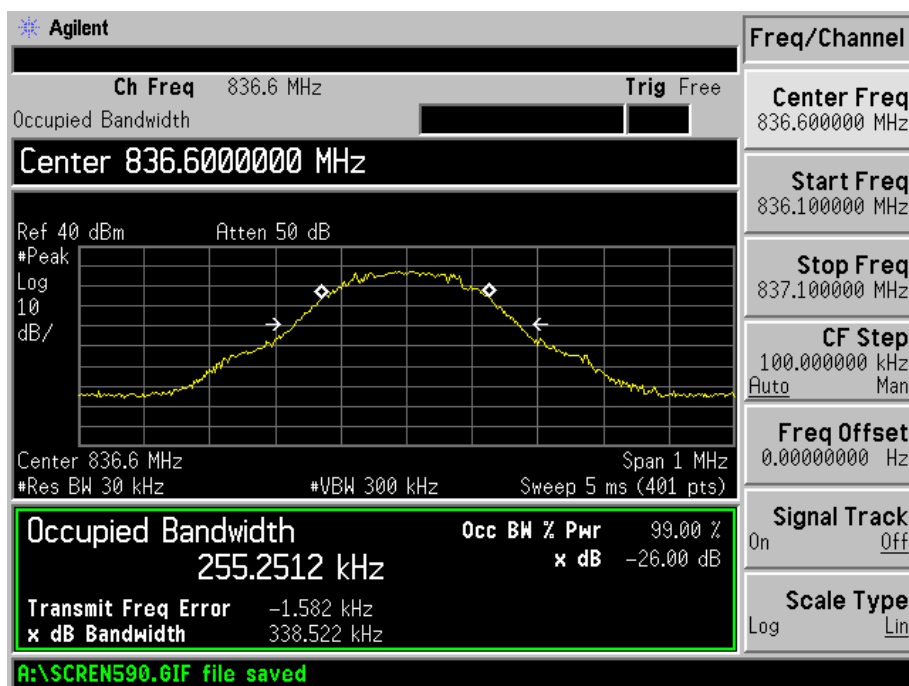 Agilent
Freq/Channel
Ch Freq 836.6 MHz Trig Free
Occupied Bandwidth
Center 836.6000000 MHz
Ref 40 dBm Atten 50 dB
#Peak
Log
10
dB/
Center 836.6 MHz Span 1 MHz
#Res BW 30 kHz #VBW 300 kHz Sweep 5 ms (401 pts)
Occupied Bandwidth Occ BW % Pwr 99.00 %
255.2512 kHz x dB -26.00 dB
Transmit Freq Error -1.582 kHz
x dB Bandwidth 338.522 kHz
A:\SCREN590.GIF file saved
Center Freq
836.600000 MHz
Start Freq
836.100000 MHz
Stop Freq
837.100000 MHz
CF Step
100.000000 kHz
Auto Man
Freq Offset
0.00000000 Hz
Signal Track
On Off
Scale Type
Log Lin